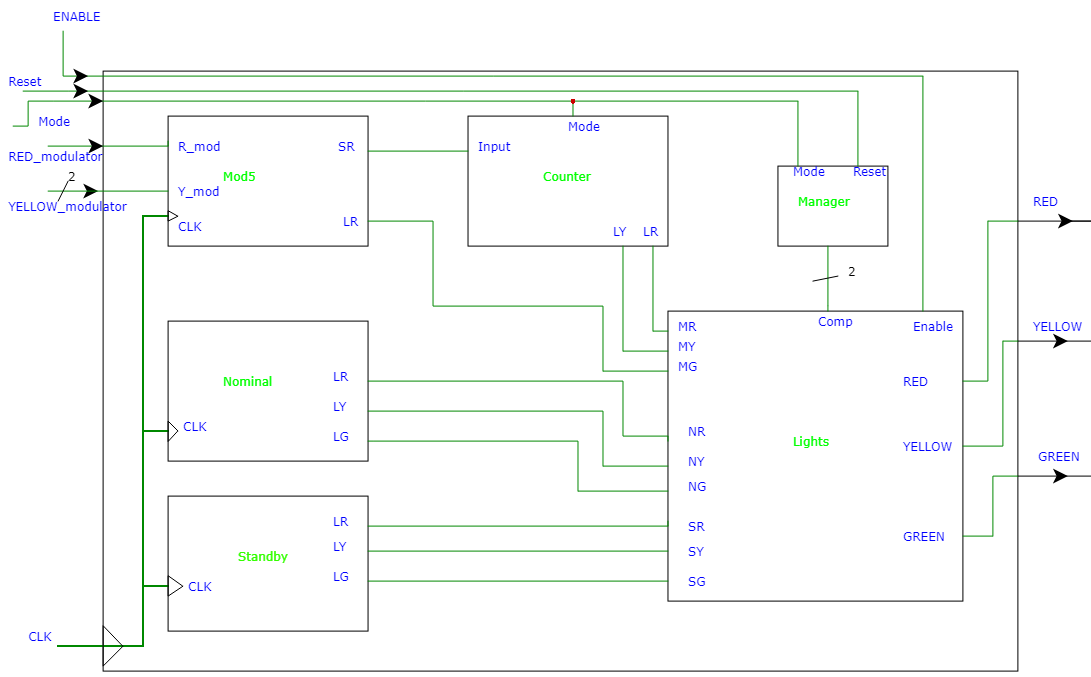 ENABLE
Reset
Mode
RED_modulator
2
YELLOW_modulator
CLK
R_mod
SR
Mod5
Y_mod
LR
CLK
Mode
Input
Counter
LY LR
Mode Reset
Manager
2
Nominal
LR
LY
LG
CLK
Standby
LR
LY
LG
CLK
Comp
Enable
MR
MY
MG
NR
NY
NG
SR
SY
SG
Lights
RED
YELLOW
GREEN
RED
YELLOW
GREEN